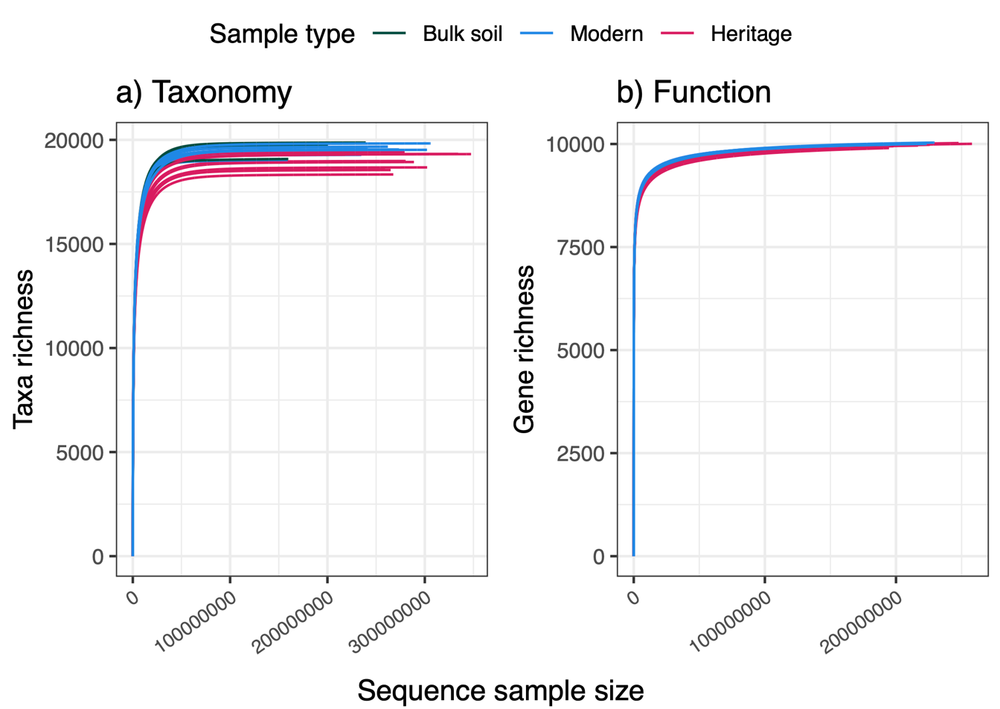 Sample type Bulk soil Modern Heritage
a) Taxonomy
b) Function
Taxa richness
20000
15000
10000
5000
0
0
100000000
200000000
300000000
Gene richness
10000
7500
5000
2500
0
0
100000000
200000000
Sequence sample size